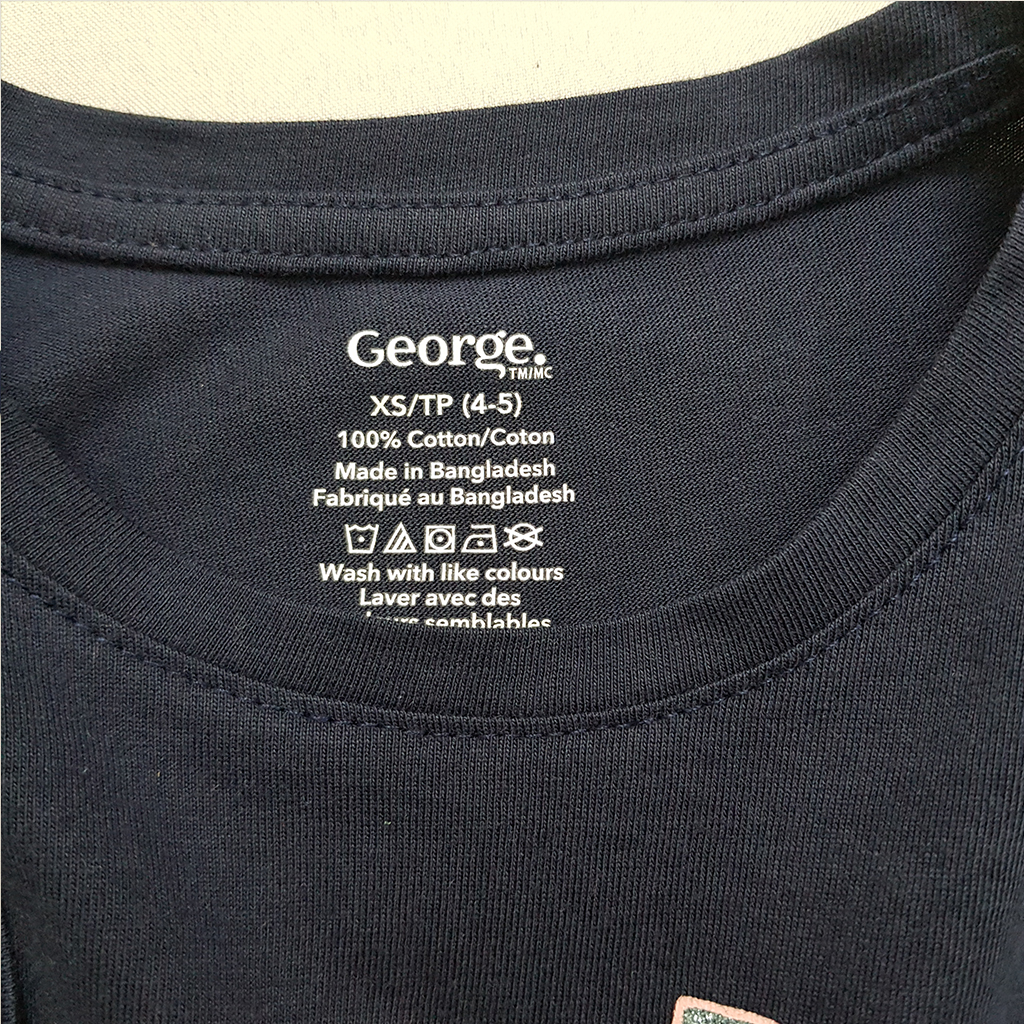 George.
TM/MC
XS/TP (4-5)
100% Cotton/Coton
Made in Bangladesh
Fabriqué au Bangladesh
Wash with like colours
Laver avec des
semblables